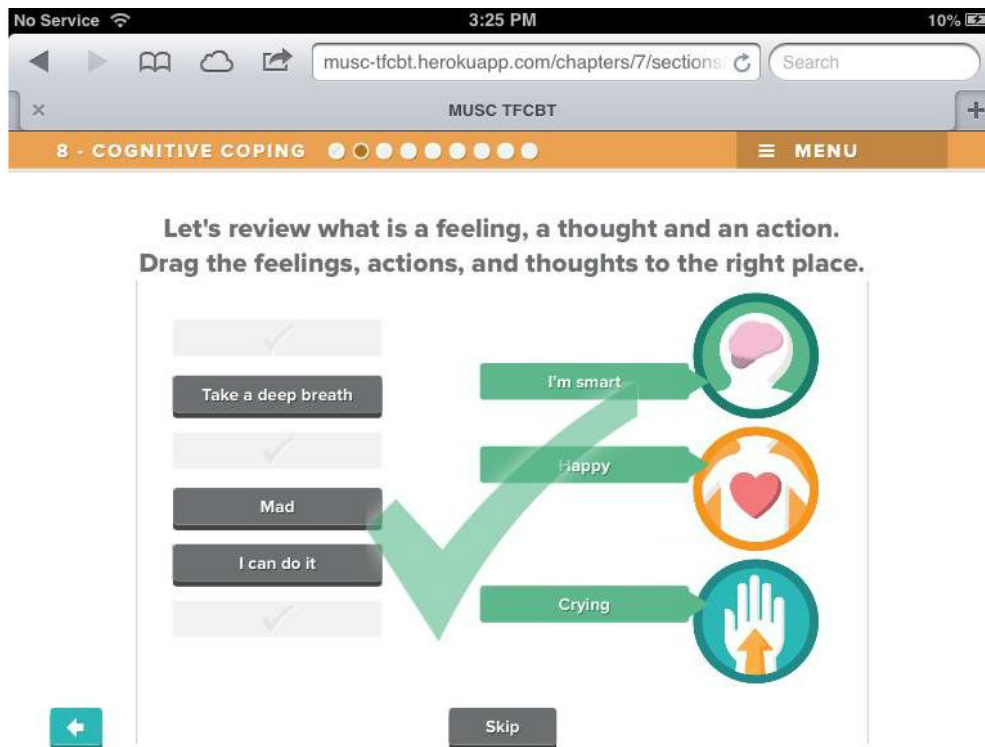 No Service 3:25 PM 10%
musc-tfcbt.herokuapp.com/chapters/7/sections Search
MUSC TFCBT
8 - COGNITIVE COPING MENU
Let's review what is a feeling, a thought and an action.
Drag the feelings, actions, and thoughts to the right place.
I'm smart
Take a deep breath
Happy
Mad
I can do it
Crying
Skip